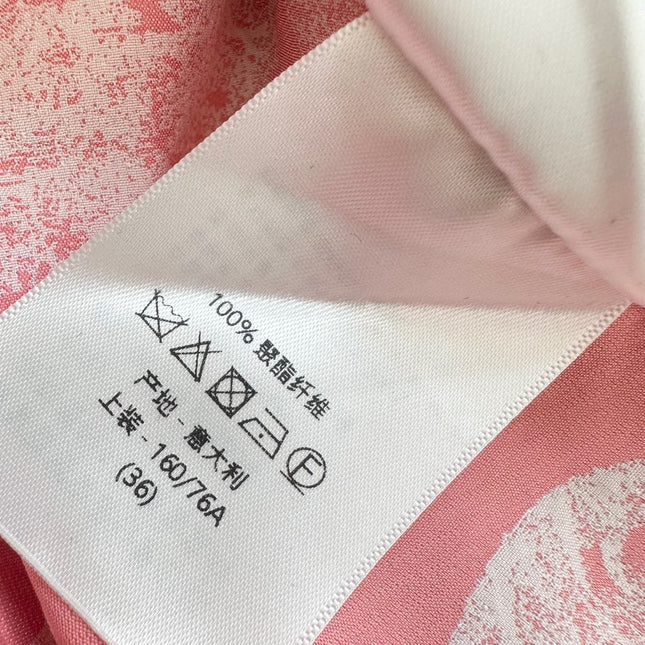 100% 聚酯纤维
F
产地 - 意大利
上装 - 160/76A
(36)